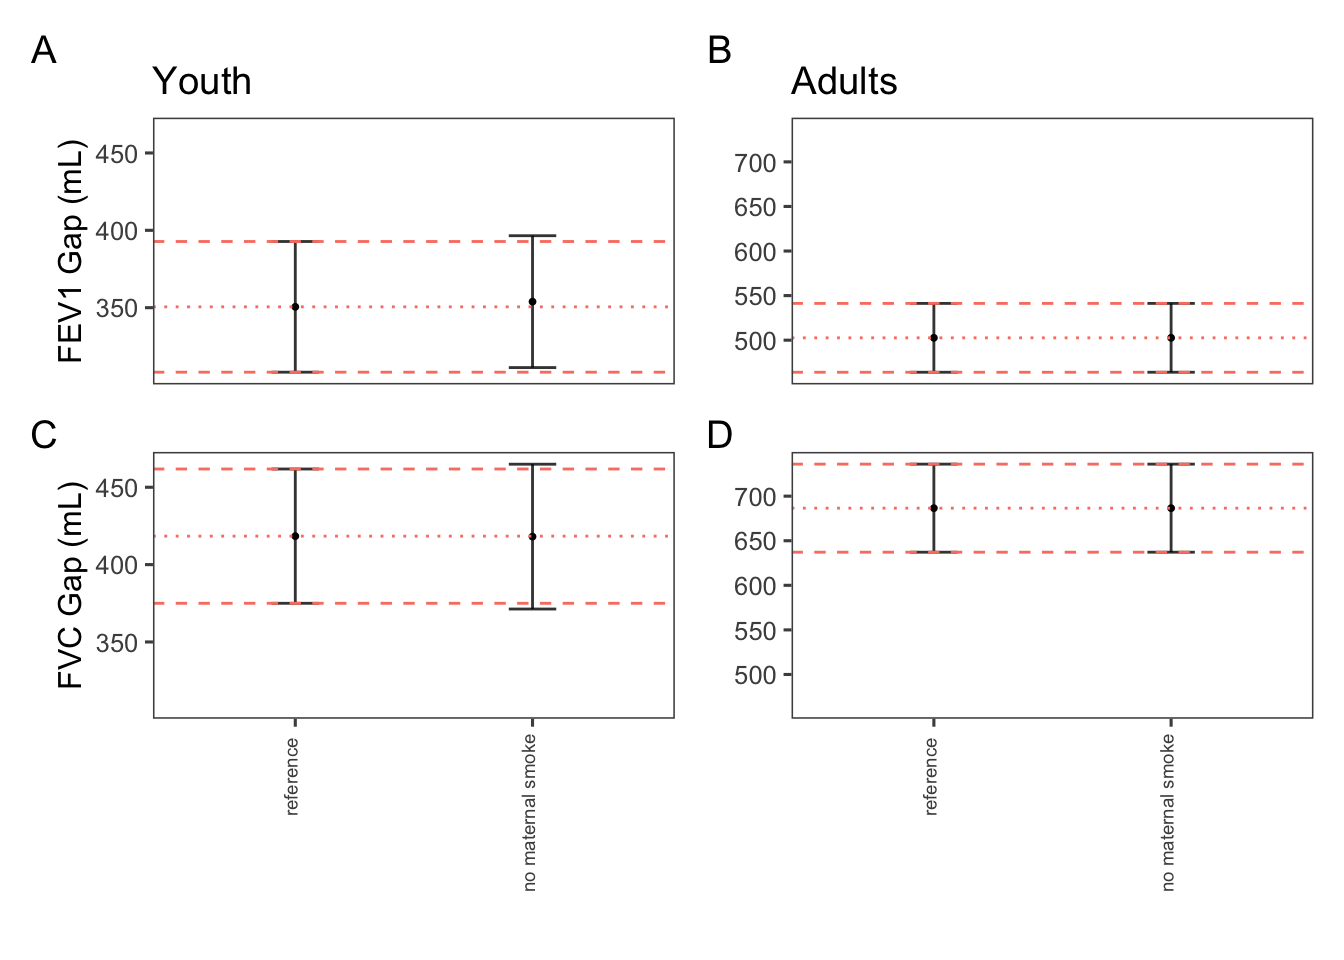 A
Youth
FEV1 Gap (mL)
450
400
350
B
Adults
700
650
600
550
500
C
FVC Gap (mL)
450
400
350
reference
no maternal smoke
D
700
650
600
550
500
reference
no maternal smoke